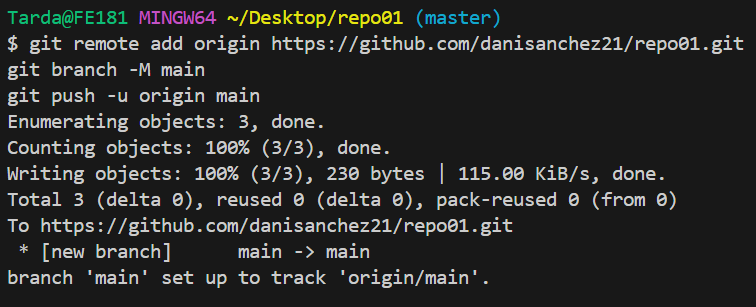 Tarda@FE181 MINGW64 ~/Desktop/repo01 (master)
$ git remote add origin https://github.com/danisanchez21/repo01.git
git branch -M main
git push -u origin main
Enumerating objects: 3, done.
Counting objects: 100% (3/3), done.
Writing objects: 100% (3/3), 230 bytes | 115.00 KiB/s, done.
Total 3 (delta 0), reused 0 (delta 0), pack-reused 0 (from 0)
To https://github.com/danisanchez21/repo01.git
 * [new branch]      main -> main
branch 'main' set up to track 'origin/main'.